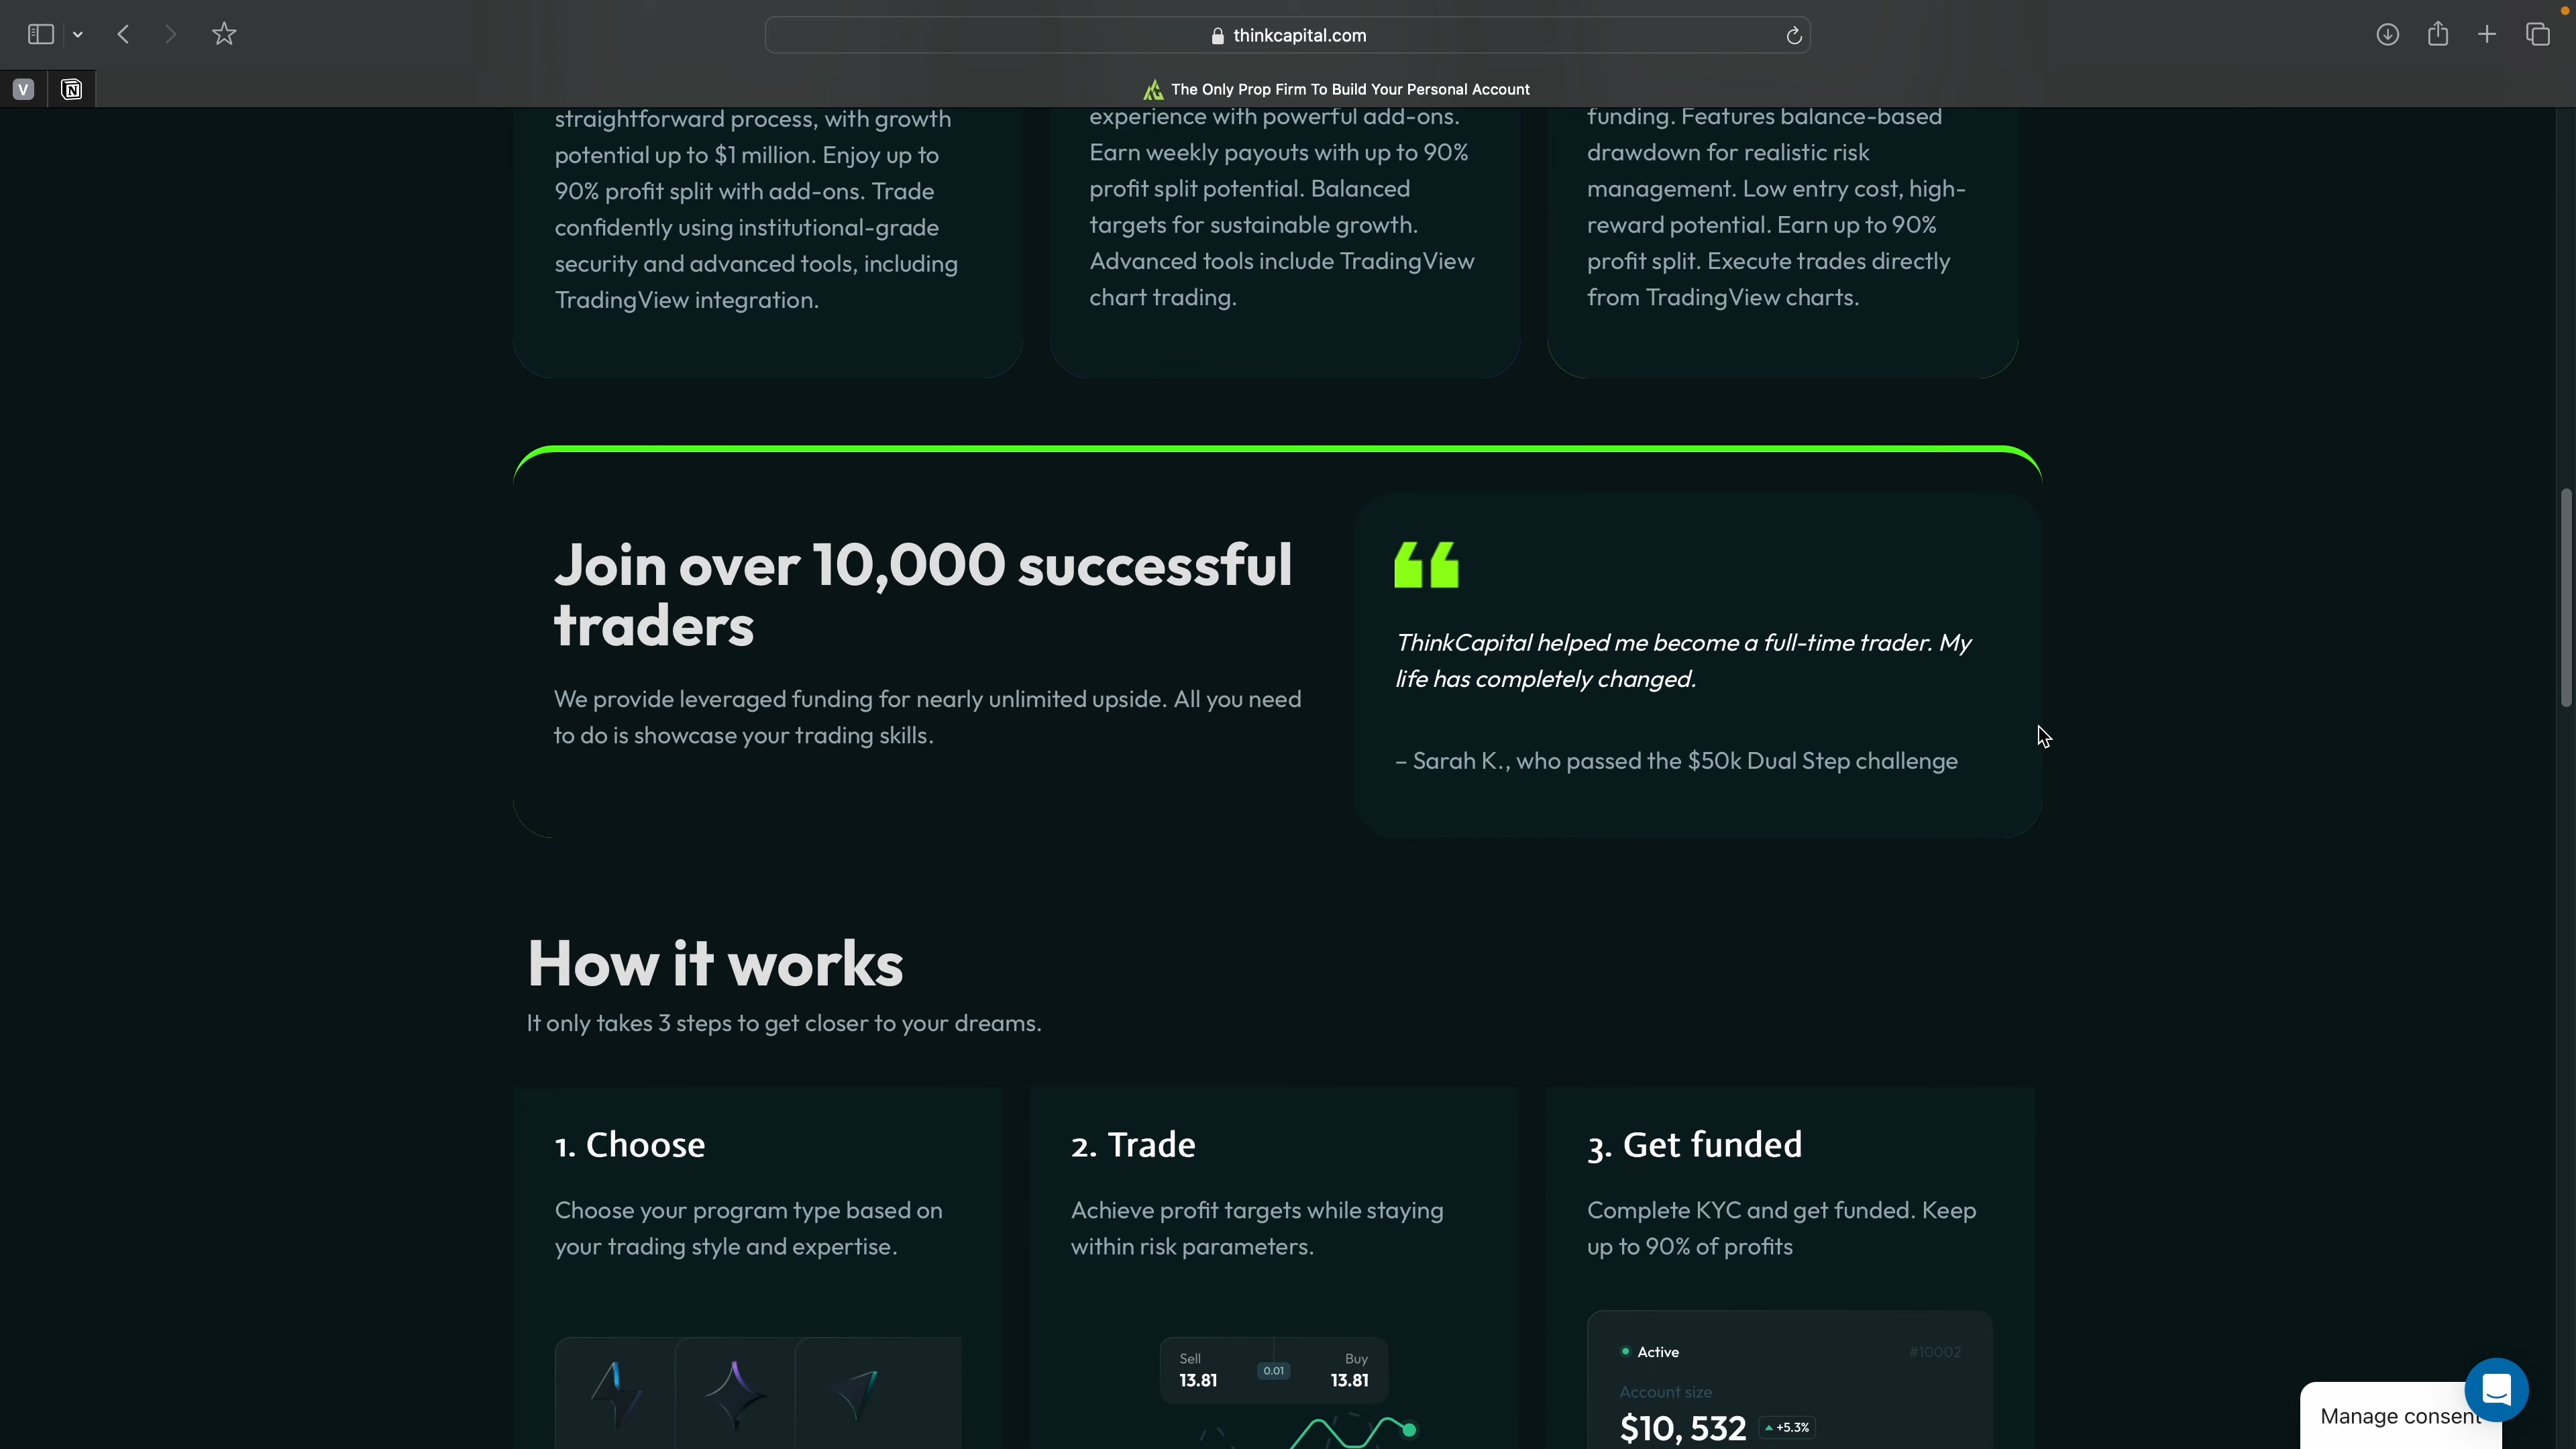 thinkcapital.com
V
The Only Prop Firm To Build Your Personal Account
straightforward process, with growth
potential up to $1 million. Enjoy up to
90% profit split with add-ons. Trade
confidently using institutional-grade
security and advanced tools, including
TradingView integration.
experience with powerful add-ons.
Earn weekly payouts with up to 90%
profit split potential. Balanced
targets for sustainable growth.
Advanced tools include TradingView
chart trading.
funding. Features balance-based
drawdown for realistic risk
management. Low entry cost, high-
reward potential. Earn up to 90%
profit split. Execute trades directly
from TradingView charts.
Join over 10,000 successful
traders
We provide leveraged funding for nearly unlimited upside. All you need
to do is showcase your trading skills.
ThinkCapital helped me become a full-time trader. My
life has completely changed.
– Sarah K., who passed the $50k Dual Step challenge
How it works
It only takes 3 steps to get closer to your dreams.
1. Choose
Choose your program type based on
your trading style and expertise.
2. Trade
Achieve profit targets while staying
within risk parameters.
Sell
13.81
0.01
Buy
13.81
3. Get funded
Complete KYC and get funded. Keep
up to 90% of profits
Active
#10002
Account size
$10, 532
+5.3%
Manage consent